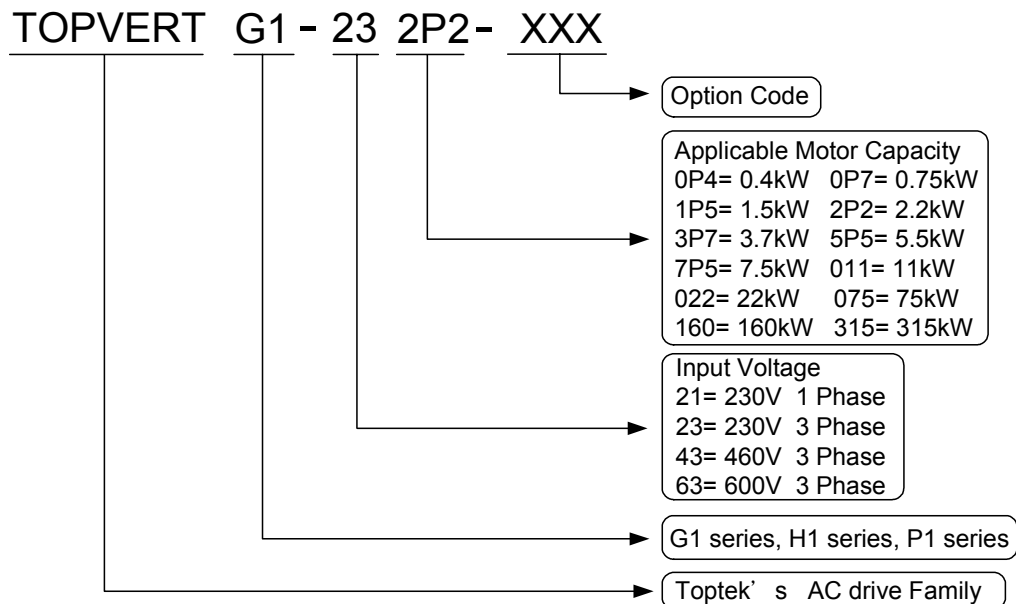 TOPVERT G1 - 23 2P2 - XXX
Option Code
Applicable Motor Capacity
0P4= 0.4kW 0P7= 0.75kW
1P5= 1.5kW 2P2= 2.2kW
3P7= 3.7kW 5P5= 5.5kW
7P5= 7.5kW 011= 11kW
022= 22kW 075= 75kW
160= 160kW 315= 315kW
Input Voltage
21= 230V 1 Phase
23= 230V 3 Phase
43= 460V 3 Phase
63= 600V 3 Phase
G1 series, H1 series, P1 series
Toptek’ s AC drive Family